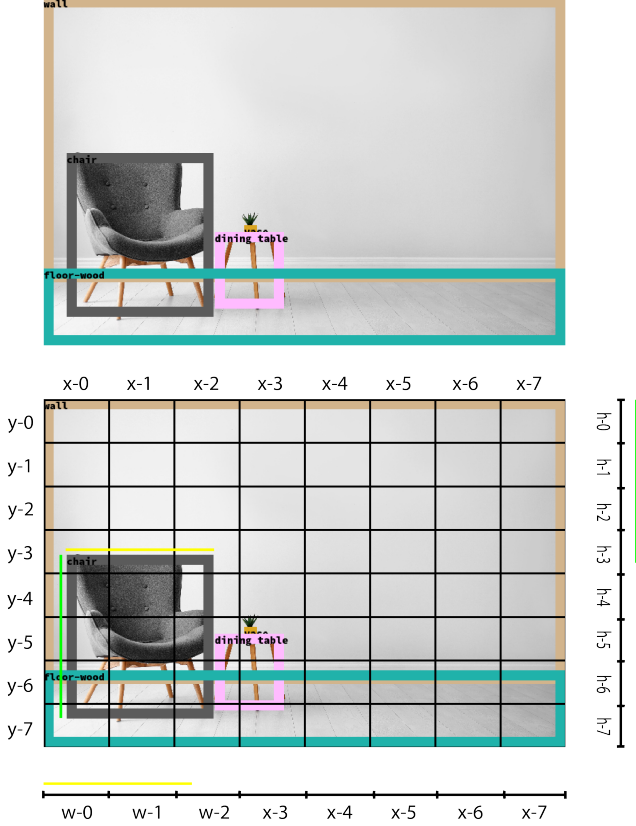 wall
chair
vase
dining table
floor-wood
x-0 x-1 x-2 x-3 x-4 x-5 x-6 x-7
wall
y-0 h-0
y-1 h-1
y-2 h-2
y-3 h-3
chair
y-4 h-4
vase
y-5 h-5
dining table
floor-wood
y-6 h-6
y-7 h-7
w-0 w-1 w-2 x-3 x-4 x-5 x-6 x-7